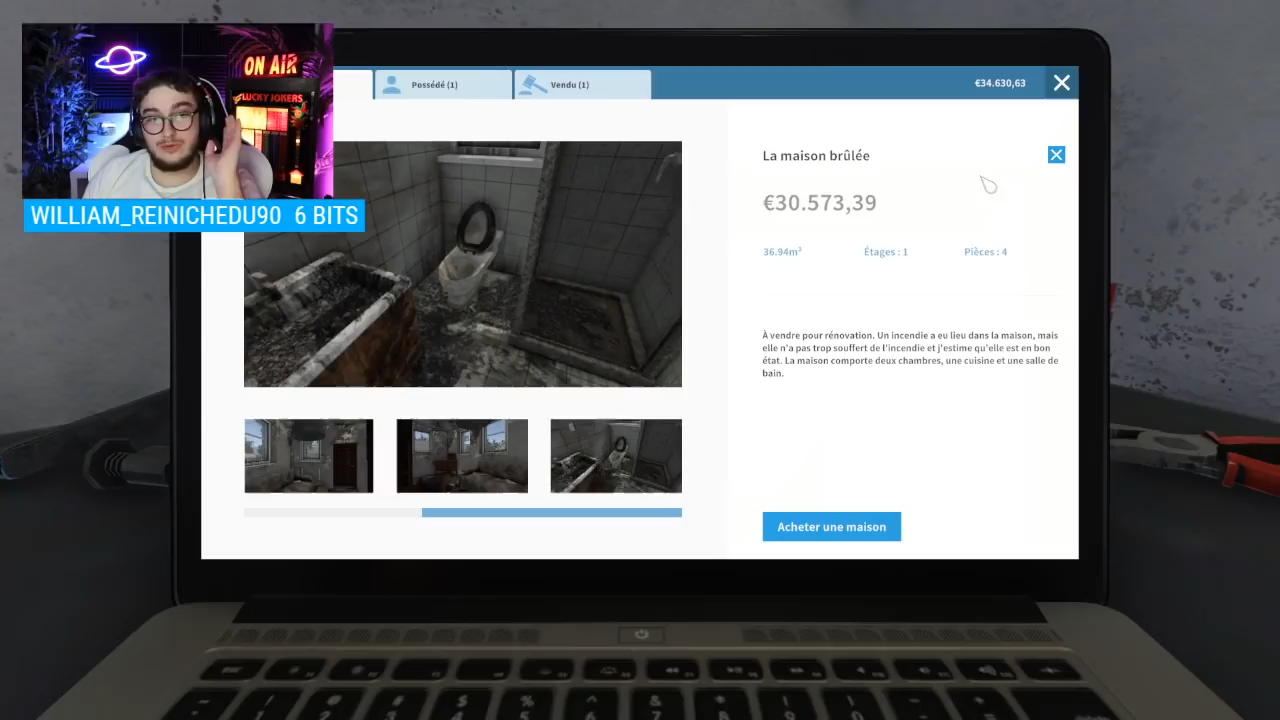 ON AIR
LUCKY JOKERS
WILLIAM_REINICHEDU90 6 BITS
Possédé (1)
Vendu (1)
€34.630,63
La maison brûlée
€30.573,39
36.94m²
Étages : 1
Pièces : 4
À vendre pour rénovation. Un incendie a eu lieu dans la maison, mais
elle n'a pas trop souffert de l'incendie et j'estime qu'elle est en bon
état. La maison comporte deux chambres, une cuisine et une salle de
bain.
Acheter une maison